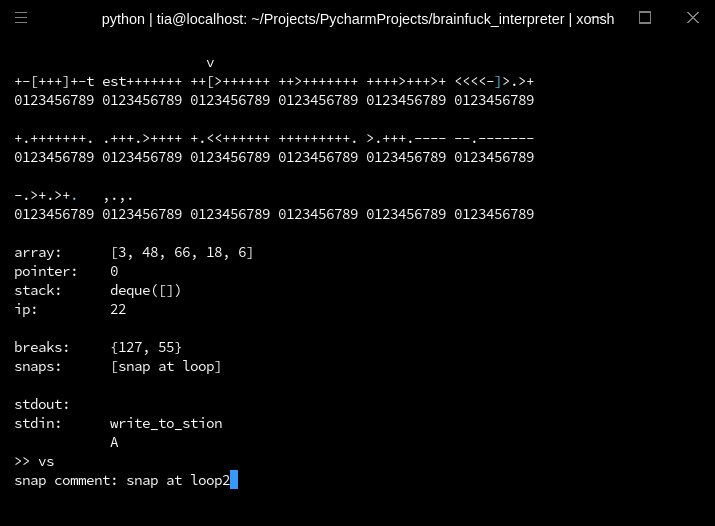 python | tia@localhost: ~/Projects/PycharmProjects/brainfuck_interpreter | xonsh
v
+-[+++]+-t est+++++++ ++[>++++++ ++>+++++++ ++++>+++>+ <<<<-]>.>+
0123456789 0123456789 0123456789 0123456789 0123456789 0123456789
+.+++++++. .+++.>++++ +.<<++++++ +++++++++. >.+++.---- --.-------
0123456789 0123456789 0123456789 0123456789 0123456789 0123456789
-.>+.>+. ,.,.
0123456789 0123456789 0123456789 0123456789 0123456789 0123456789
array: [3, 48, 66, 18, 6]
pointer: 0
stack: deque([])
ip: 22
breaks: {127, 55}
snaps: [snap at loop]
stdout:
stdin: write_to_stion
A
>> vs
snap comment: snap at loop2